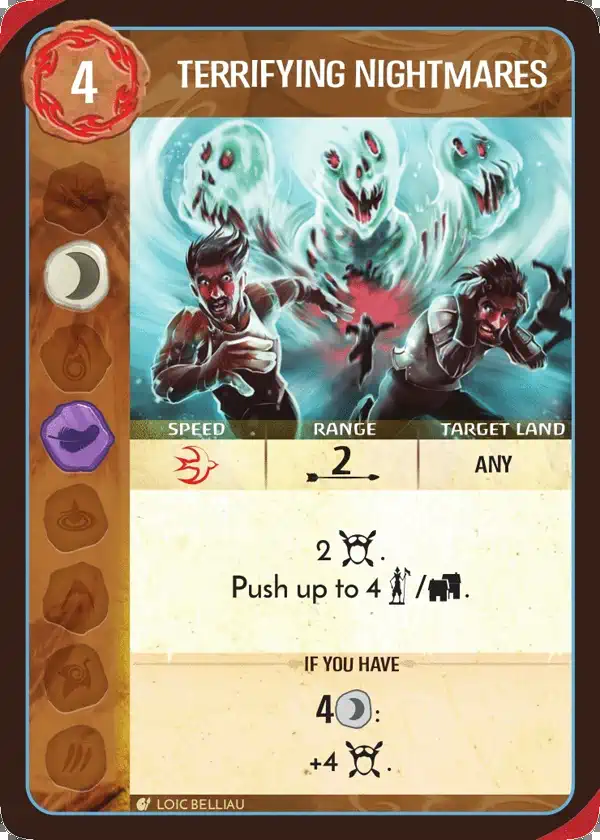 4
TERRIFYING NIGHTMARES
SPEED RANGE TARGET LAND
2 ANY
2 .
Push up to 4 / .
IF YOU HAVE
4 :
+4 .
LOIC BELLIAU